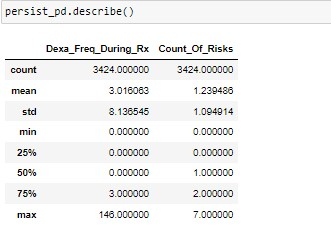 persist_pd.describe()
Dexa_Freq_During_Rx Count_Of_Risks
count 3424.000000 3424.000000
mean 3.016063 1.239486
std 8.136545 1.094914
min 0.000000 0.000000
25% 0.000000 0.000000
50% 0.000000 1.000000
75% 3.000000 2.000000
max 146.000000 7.000000